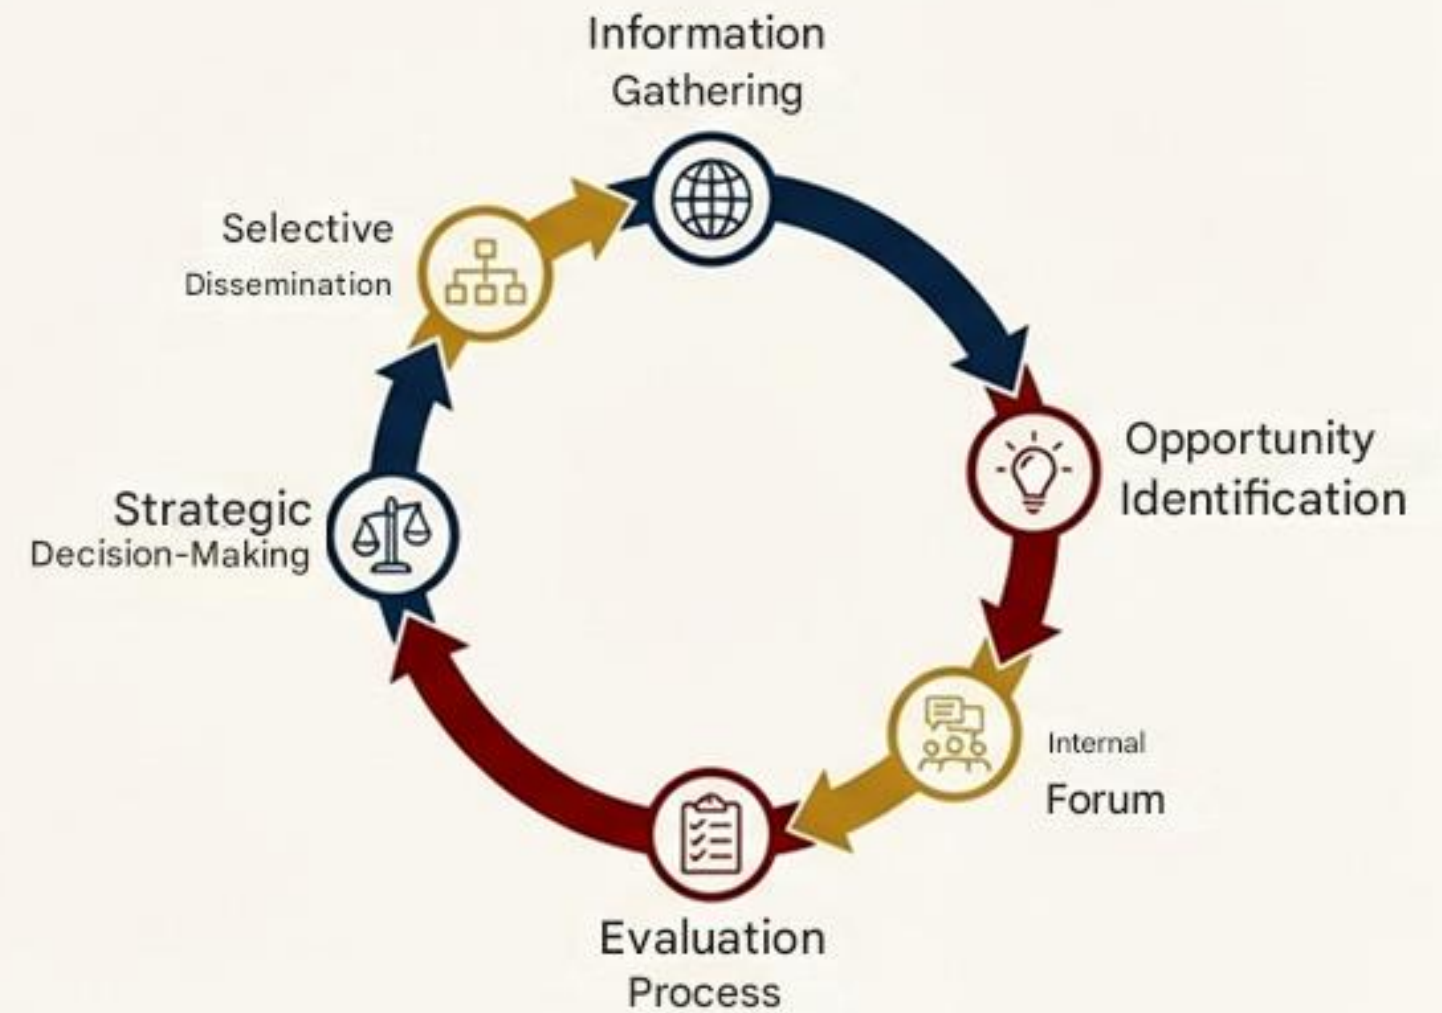 Information
Gathering
Opportunity
Identification
Internal
Forum
Evaluation
Process
Strategic
Decision-Making
Selective
Dissemination